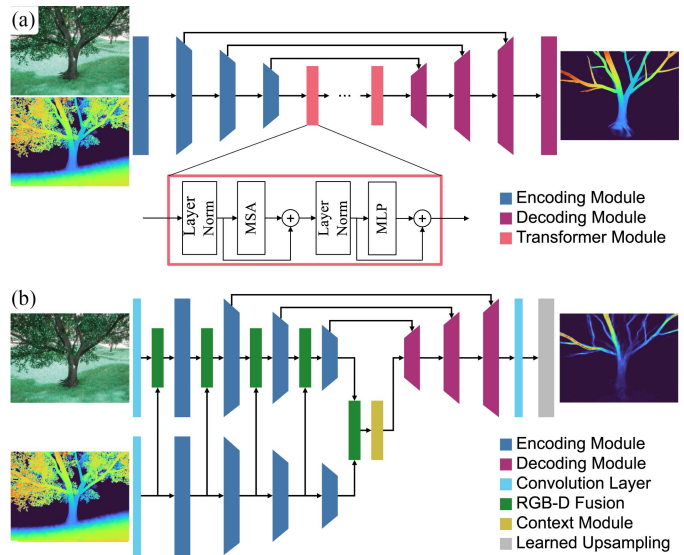 (a)
...
Layer
Norm
MSA
+
Layer
Norm
MLP
+
Encoding Module
Decoding Module
Transformer Module
(b)
Encoding Module
Decoding Module
Convolution Layer
RGB-D Fusion
Context Module
Learned Upsampling